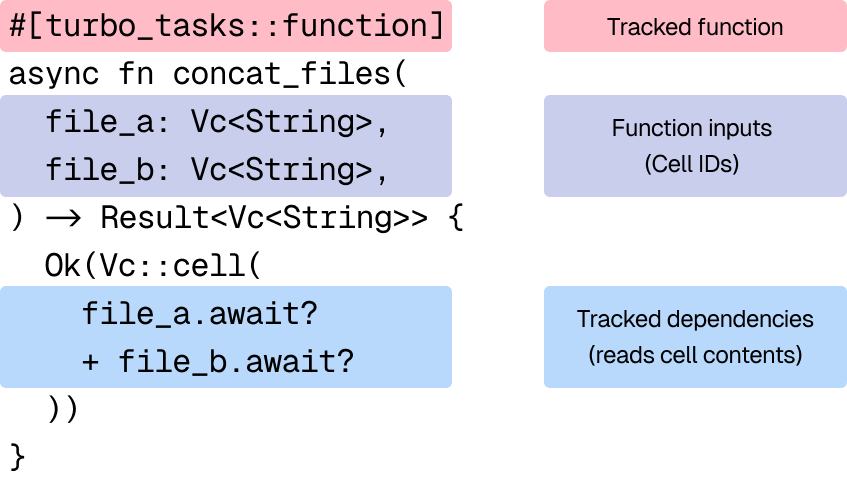 #[turbo_tasks::function]
Tracked function
async fn concat_files(
file_a: Vc<String>,
file_b: Vc<String>,
Function inputs
(Cell IDs)
) -> Result<Vc<String>> {
Ok(Vc::cell(
file_a.await?
+ file_b.await?
Tracked dependencies
(reads cell contents)
))
}